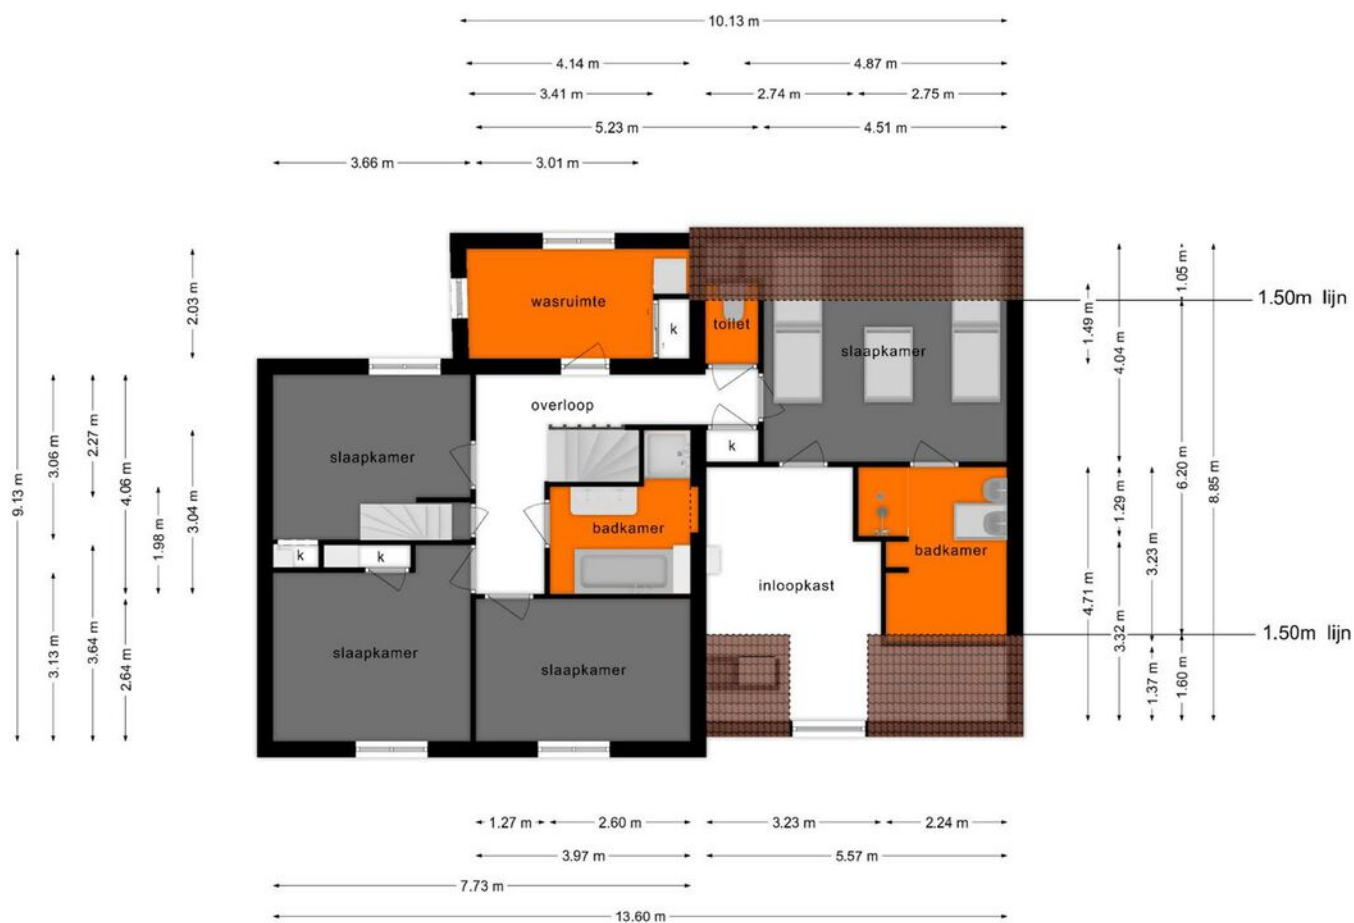 10.13 m
4.14 m
4.87 m
3.41 m
2.74 m
2.75 m
5.23 m
4.51 m
3.66 m
3.01 m
9.13 m
3.06 m
3.13 m
2.27 m
3.64 m
4.06 m
2.64 m
1.98 m
2.03 m
3.04 m
wasruimte
k
toilet
slaapkamer
overloop
k
slaapkamer
badkamer
k
k
inloopkast
badkamer
slaapkamer
slaapkamer
1.49 m
4.71 m
4.04 m
1.29 m
3.32 m
3.23 m
1.37 m
1.05 m
6.20 m
1.60 m
8.85 m
1.50m lijn
1.50m lijn
1.27 m
2.60 m
3.23 m
2.24 m
3.97 m
5.57 m
7.73 m
13.60 m